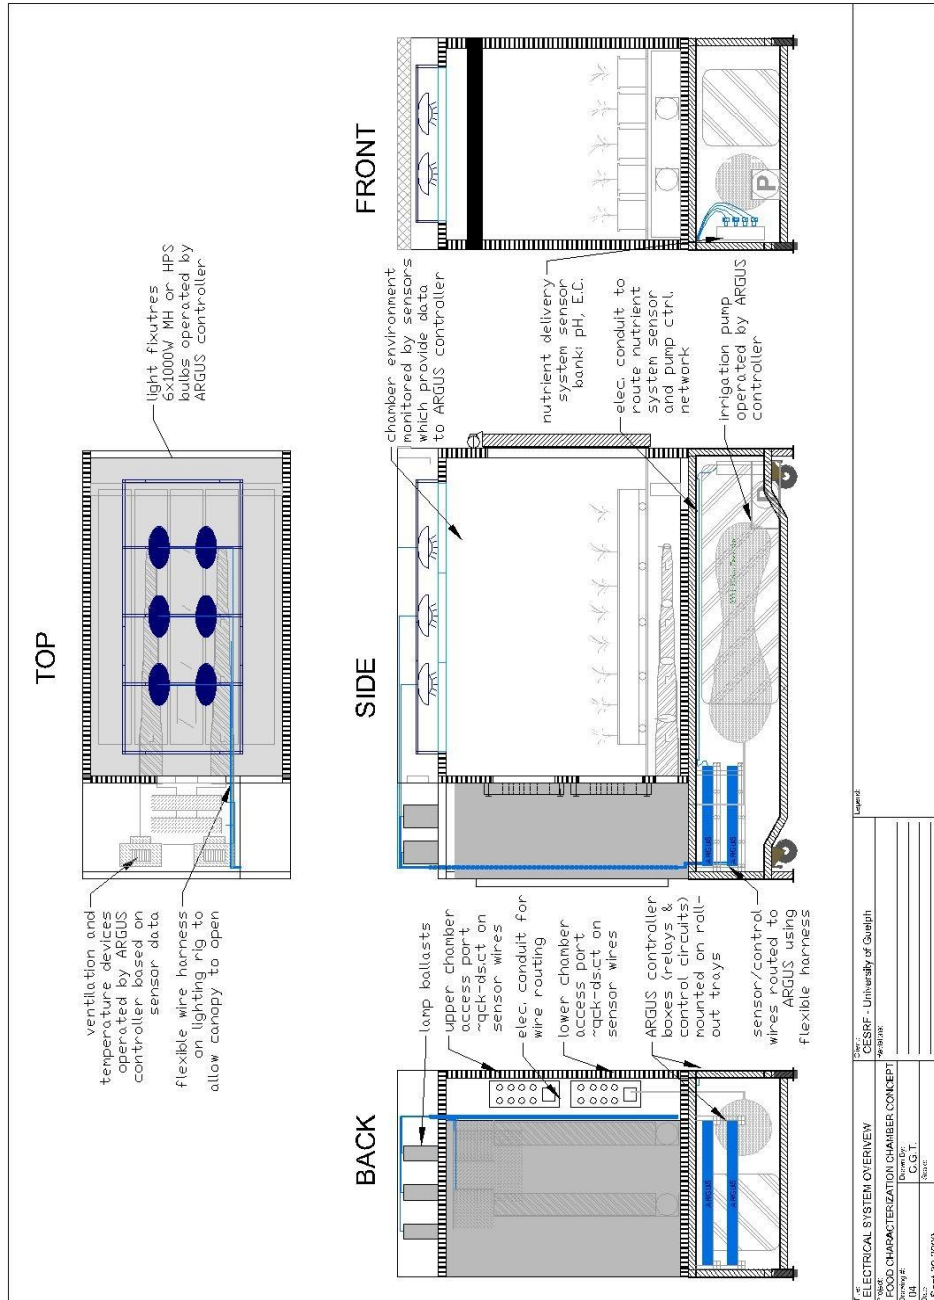 TOP
light fixutres
6x1000W MH or HPS
bulbs operated by
ARGUS controller
ventilation and
temperature devices
operated by ARGUS
controller based on
sensor data
flexible wire harness
on lighting rig to
allow canopy to open
BACK
SIDE
FRONT
lamp ballasts
upper chamber
access port
~qck-ds.ct on
sensor wires
elec. conduit for
wire routing
lower chamber
access port
~qck-ds.ct on
sensor wires
ARGUS controller
boxes (relays &
control circuits)
mounted on roll-
out trays
sensor/control
wires routed to
ARGUS using
flexible harness
chamber environment
monitored by sensors
which provide data
to ARGUS controller
nutrient delivery
system sensor
bank: pH, E.C.
elec. conduit to
route nutrient
system sensor
and pump ctrl.
network
irrigation pump
operated by ARGUS
controller
ARGUS
ARGUS
ARGUS
ARGUS
P
P
ELECTRICAL SYSTEM OVERIVEW
FOOD CHARACTERIZATION CHAMBER CONCEPT
Drawing #:
04
Drawn By:
C.G.T.
CESRF - University of Guelph
Legend: